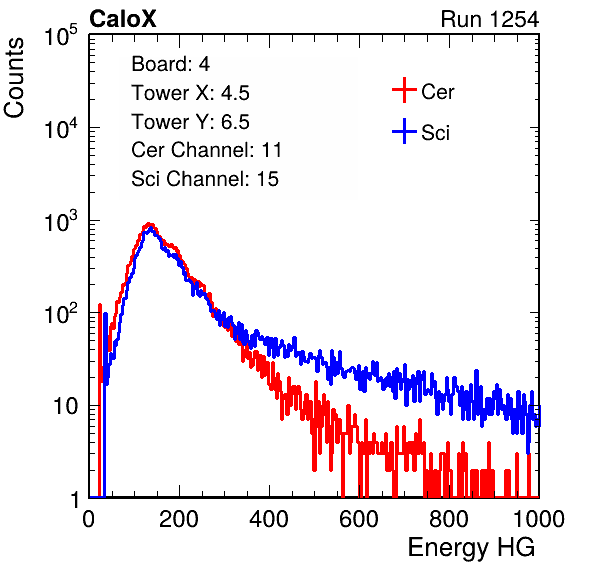 CaloX Run 1254
Counts
10^5
10^4
10^3
10^2
10
1
Board: 4
Tower X: 4.5
Tower Y: 6.5
Cer Channel: 11
Sci Channel: 15
Cer
Sci
0 200 400 600 800 1000
Energy HG